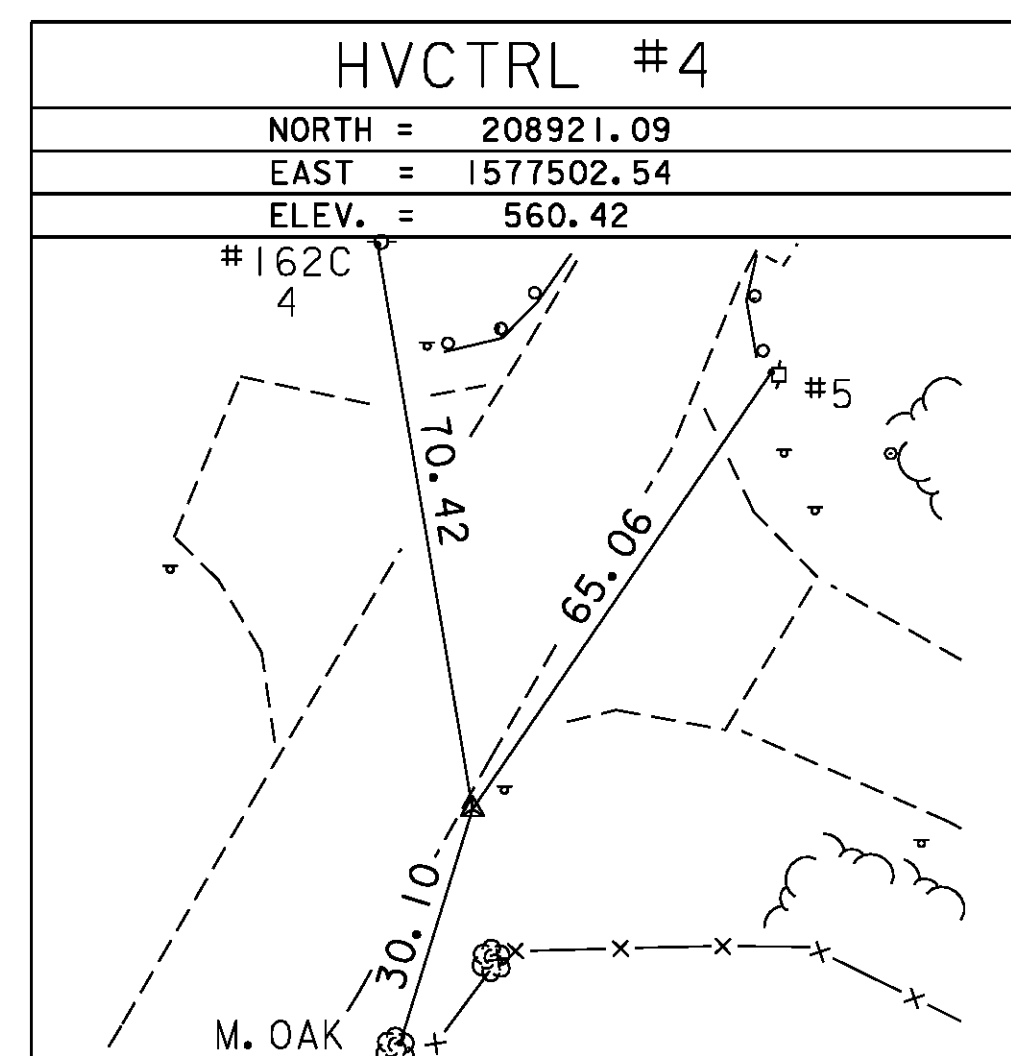 HVCTRL #4
NORTH = 208921.09
EAST = 1577502.54
ELEV. = 560.42
#162C
4
#5
70.42
65.06
30.10
M. OAK